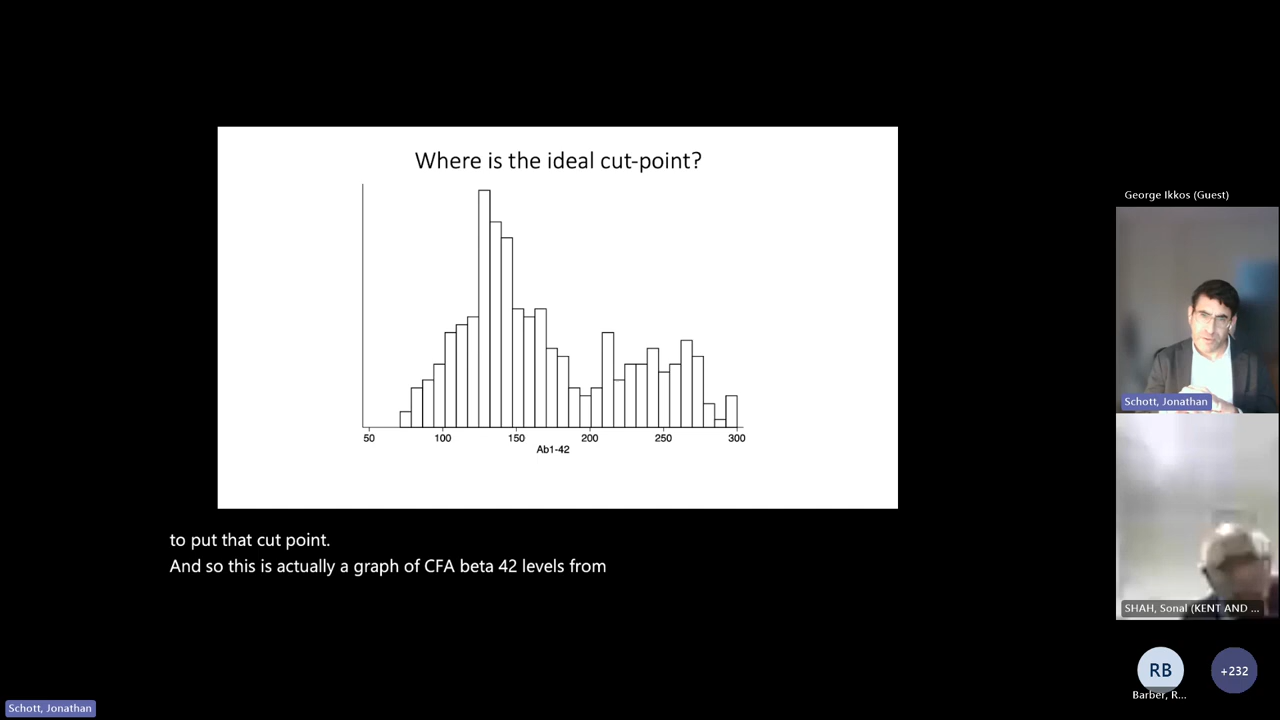 George Ikkos (Guest)
Where is the ideal cut-point?
50 100 150 200 250 300
Ab1-42
Schott, Jonathan
to put that cut point.
And so this is actually a graph of CFA beta 42 levels from
SHAH, Sonal (KENT AND ...
RB
+232
Barber, R...
Schott, Jonathan